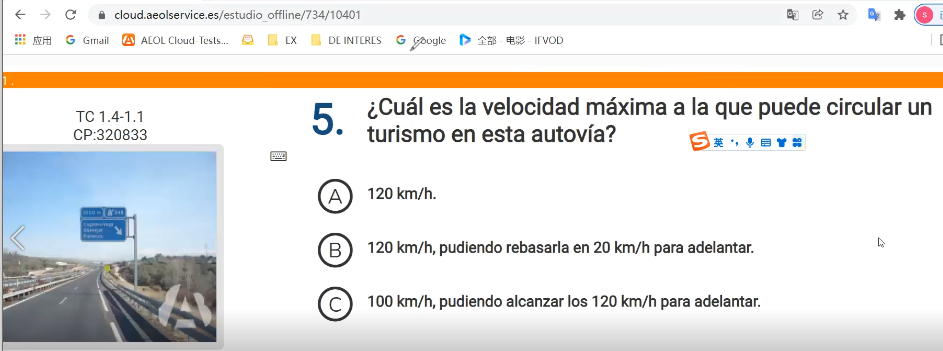 cloud.aeolservice.es/estudio_offline/734/10401
应用
Gmail
AEOL Cloud-Tests...
EX
DE INTERES
Google
全部 - 电影 - IFVOD
1 .
TC 1.4-1.1
CP:320833
5. ¿Cuál es la velocidad máxima a la que puede circular un
turismo en esta autovía?
英
A 120 km/h.
B 120 km/h, pudiendo rebasarla en 20 km/h para adelantar.
C 100 km/h, pudiendo alcanzar los 120 km/h para adelantar.